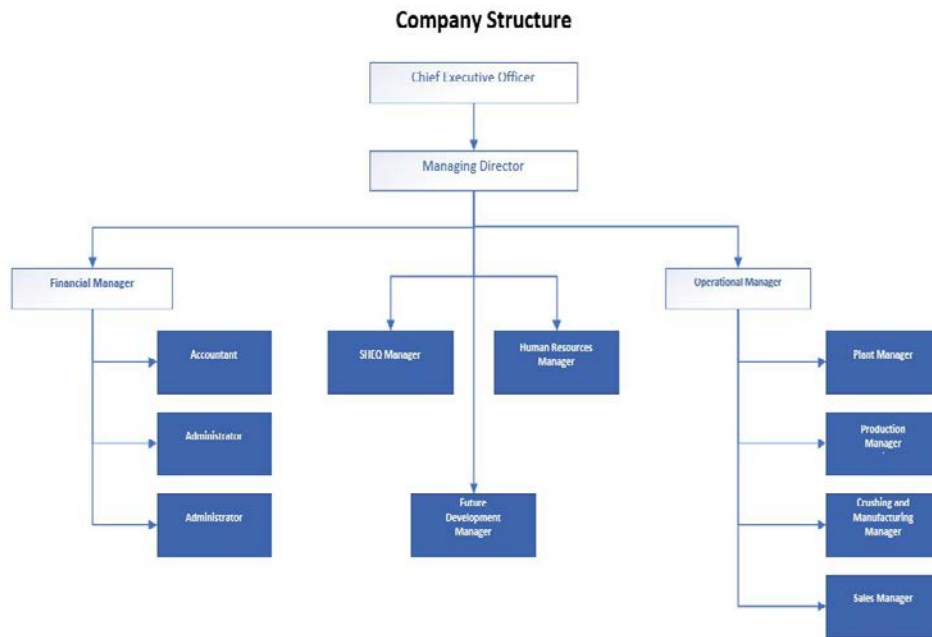 Company Structure
Chief Executive Officer
Managing Director
Financial Manager
Operational Manager
Accountant
SHEQ Manager
Human Resources
Manager
Plant Manager
Administrator
Production
Manager
Administrator
Future
Development
Manager
Crushing and
Manufacturing
Manager
Sales Manager